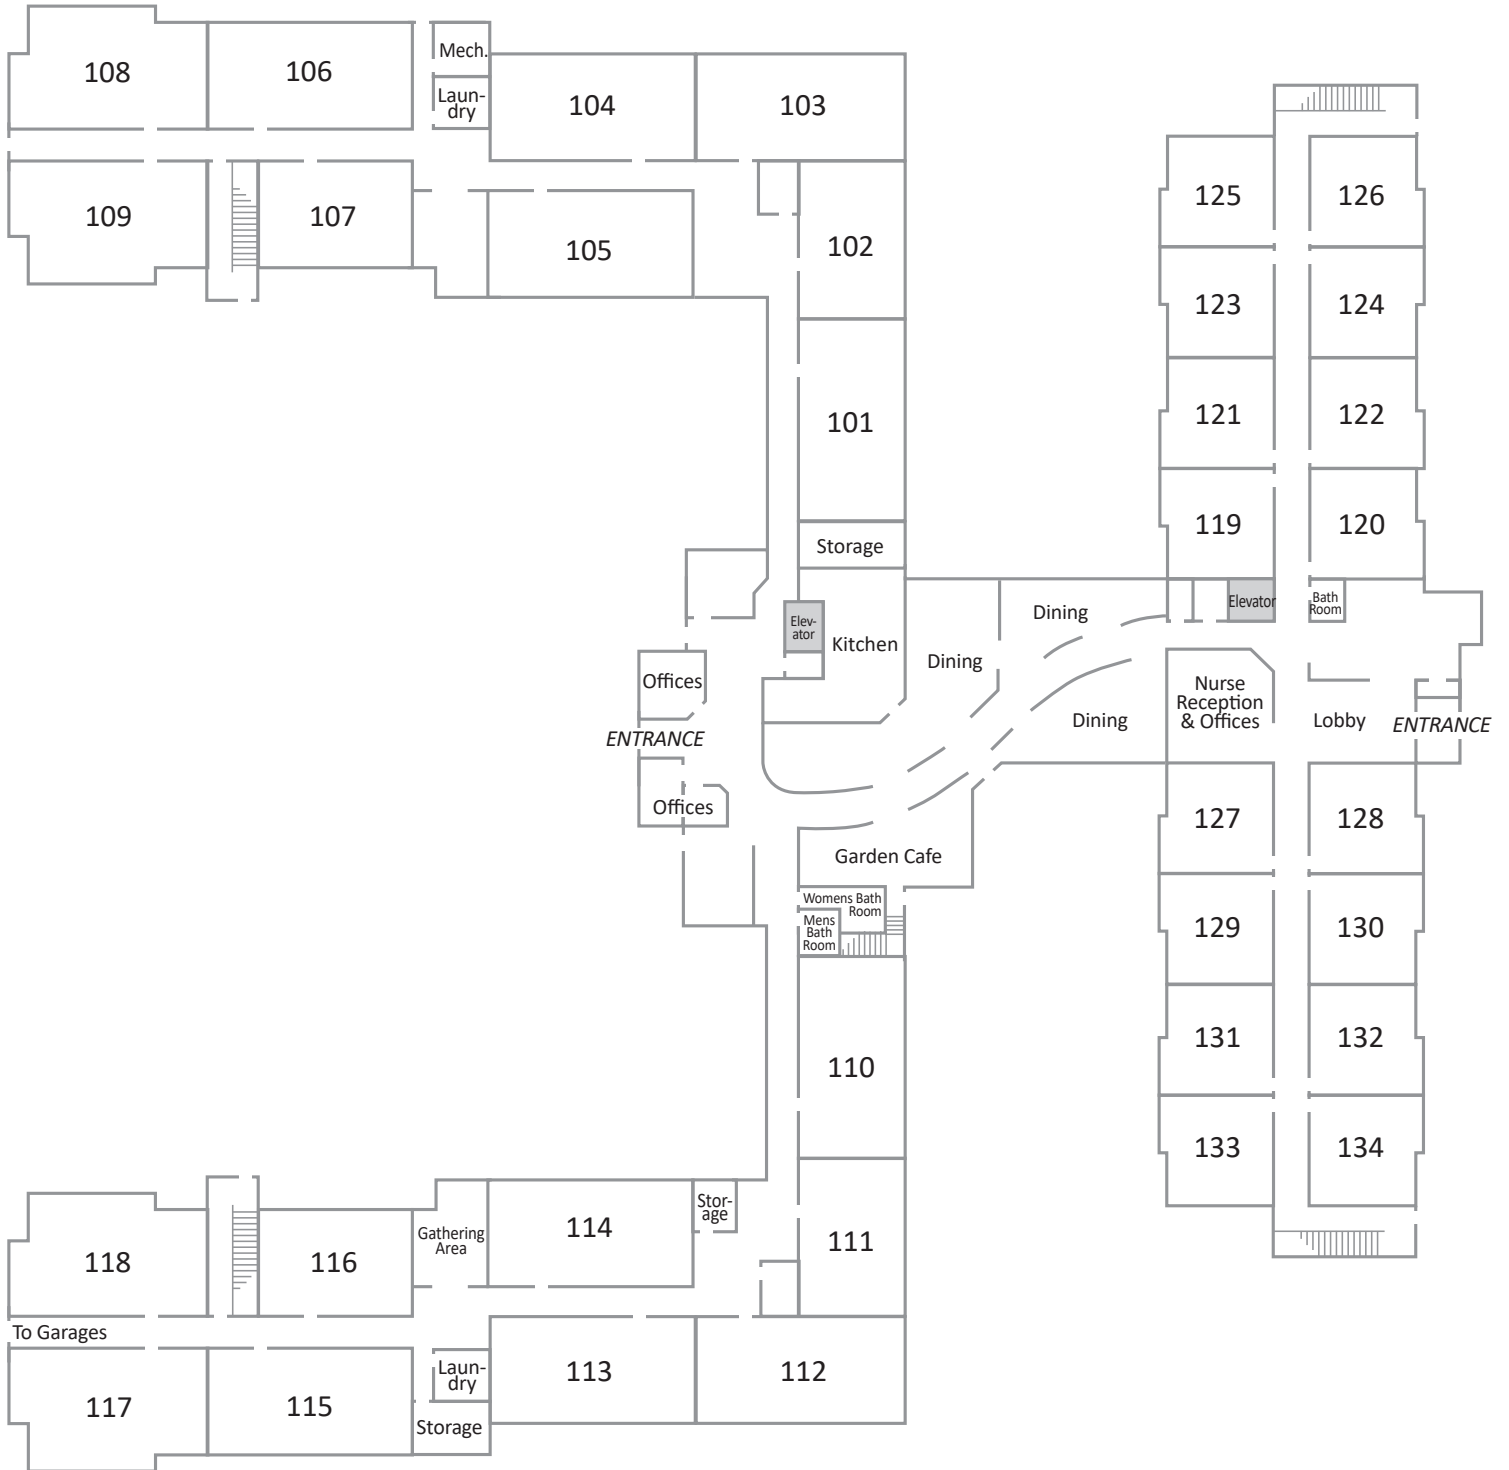 108
106
Mech.
Laun-
dry
104
103
109
107
105
102
101
Storage
125
126
123
124
121
122
119
120
Elev-
ator
Kitchen
Dining
Dining
Dining
Elevator
Bath
Room
Offices
ENTRANCE
Offices
Nurse
Reception
& Offices
Lobby
ENTRANCE
Garden Cafe
Womens Bath
Room
Mens
Bath
Room
127
128
129
130
131
132
133
134
110
111
Stor-
age
114
Gathering
Area
116
118
To Garages
117
115
Laun-
dry
Storage
113
112